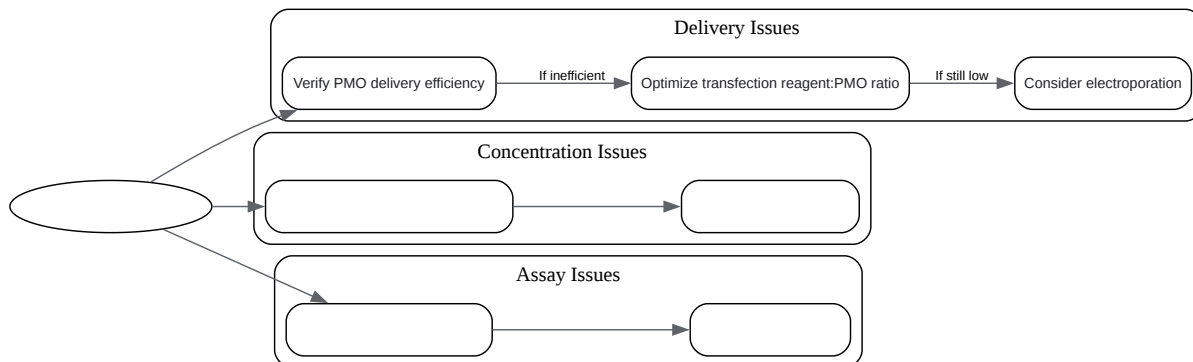 Delivery Issues
Verify PMO delivery efficiency
If inefficient
Optimize transfection reagent:PMO ratio
If still low
Consider electroporation
Concentration Issues
Assay Issues